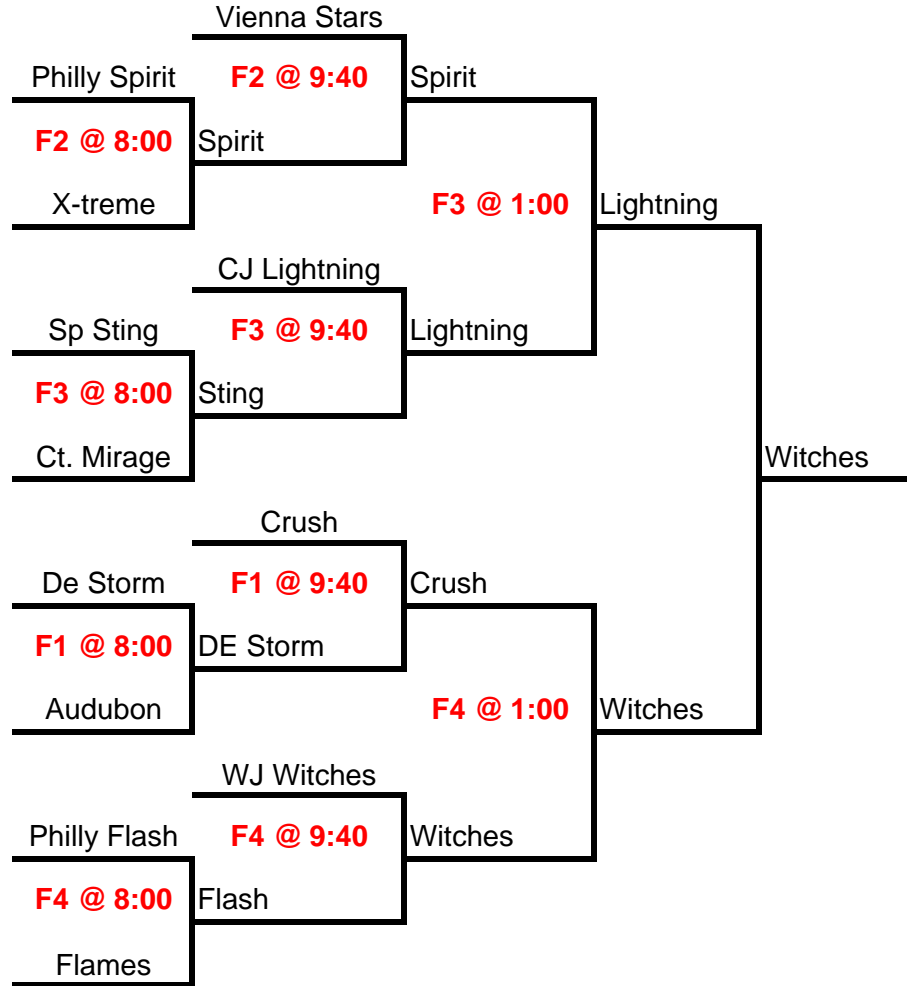 Vienna Stars
Philly Spirit F2 @ 9:40 Spirit
F2 @ 8:00 Spirit
X-treme F3 @ 1:00 Lightning
CJ Lightning
Sp Sting F3 @ 9:40 Lightning
F3 @ 8:00 Sting
Ct. Mirage Witches
Crush
De Storm F1 @ 9:40 Crush
F1 @ 8:00 DE Storm
Audubon F4 @ 1:00 Witches
WJ Witches
Philly Flash F4 @ 9:40 Witches
F4 @ 8:00 Flash
Flames